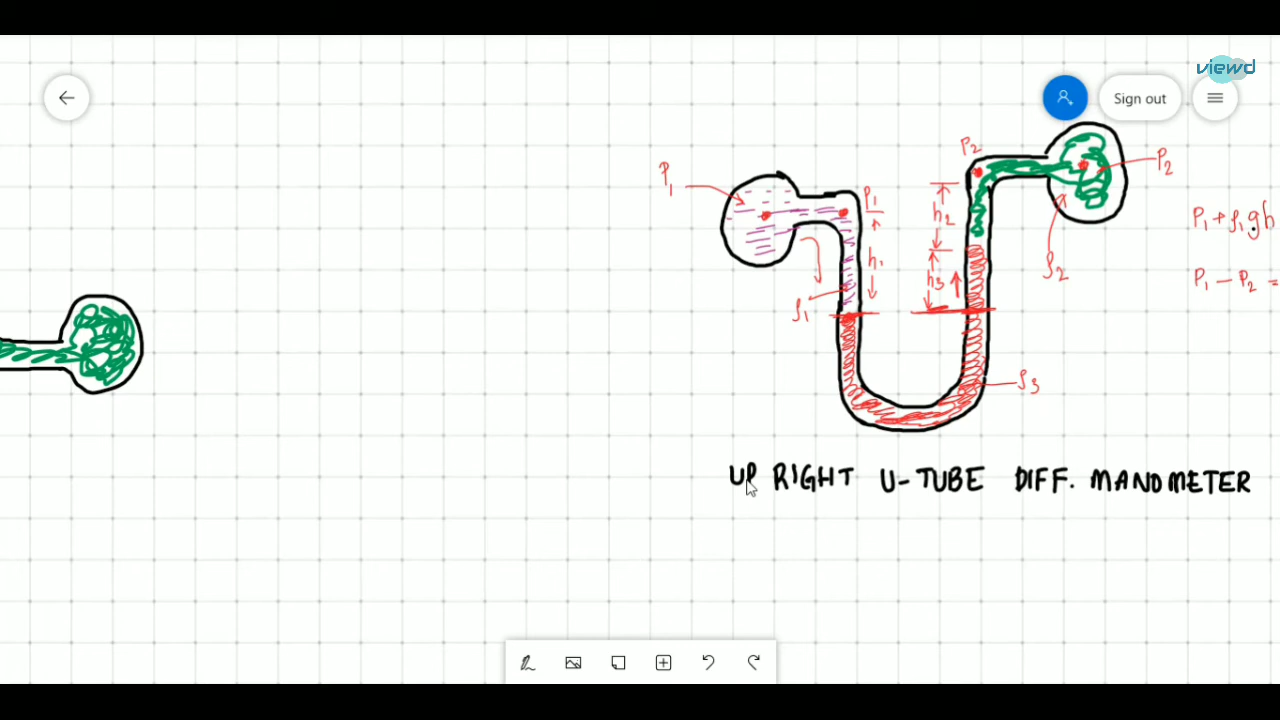 viewd
Sign out
P₂
P₂
P₁
P₁
h₂
P₁ + ρ₁gh
h₁
ρ₂
h₃
P₁ – P₂ =
ρ₁
ρ₃
UP RIGHT U-TUBE DIFF. MANOMETER